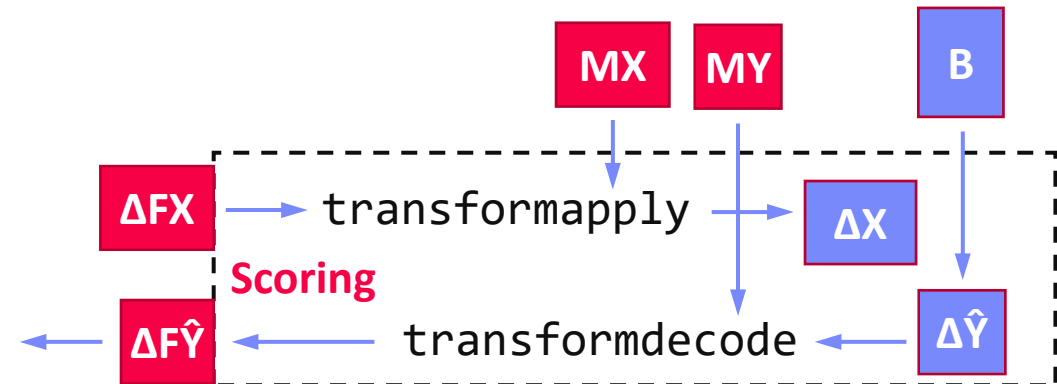 MX MY B
ΔFX transformapply ΔX
Scoring
ΔFŶ transformdecode ΔŶ